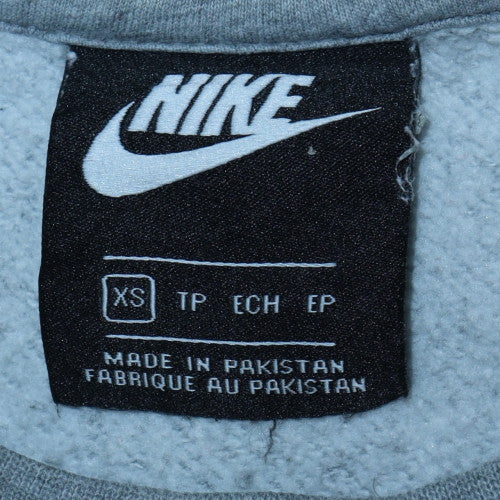 NIKE
XS TP ECH EP
MADE IN PAKISTAN
FABRIQUE AU PAKISTAN